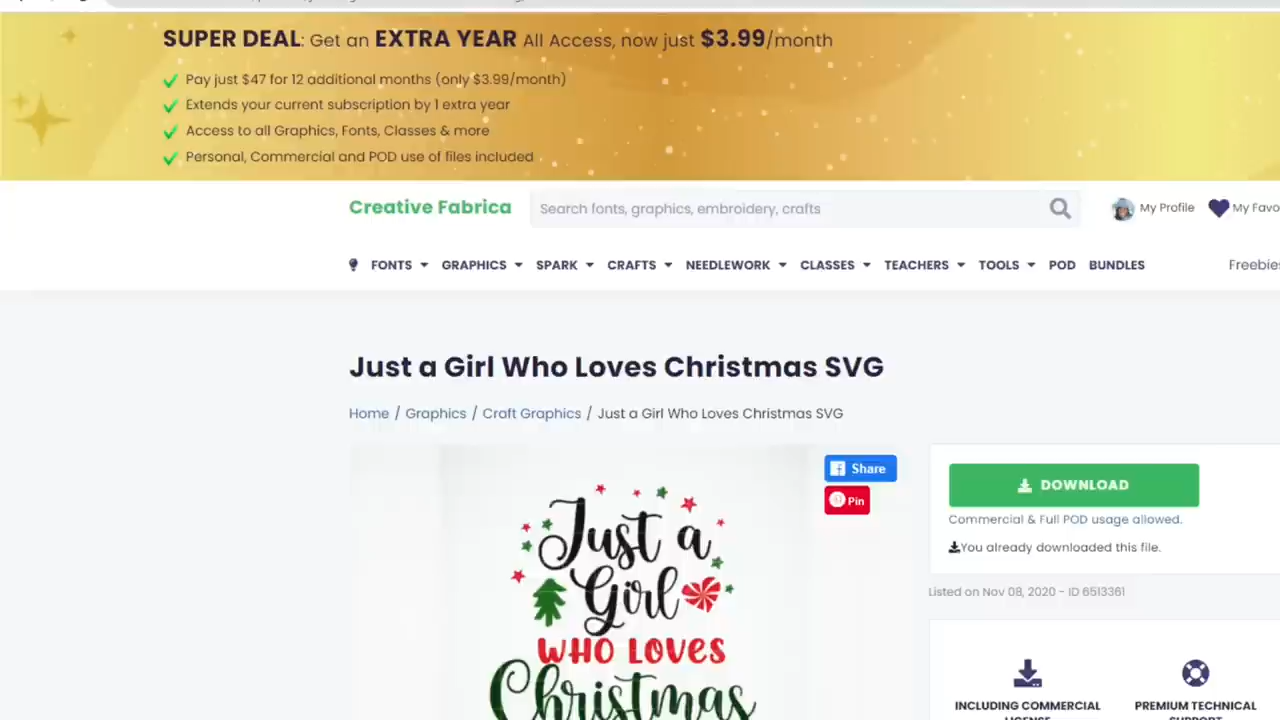 SUPER DEAL: Get an EXTRA YEAR All Access, now just $3.99/month
Pay just $47 for 12 additional months (only $3.99/month)
Extends your current subscription by 1 extra year
Access to all Graphics, Fonts, Classes & more
Personal, Commercial and POD use of files included
Creative Fabrica
Search fonts, graphics, embroidery, crafts
My Profile
My Favo
FONTS GRAPHICS SPARK CRAFTS NEEDLEWORK CLASSES TEACHERS TOOLS POD BUNDLES
Freebies
Just a Girl Who Loves Christmas SVG
Home / Graphics / Craft Graphics / Just a Girl Who Loves Christmas SVG
Share
Pin
Just a
Girl
WHO LOVES
Christmas
DOWNLOAD
Commercial & Full POD usage allowed.
You already downloaded this file.
Listed on Nov 08, 2020 - ID 6513361
INCLUDING COMMERCIAL
LICENSE
PREMIUM TECHNICAL
SUPPORT